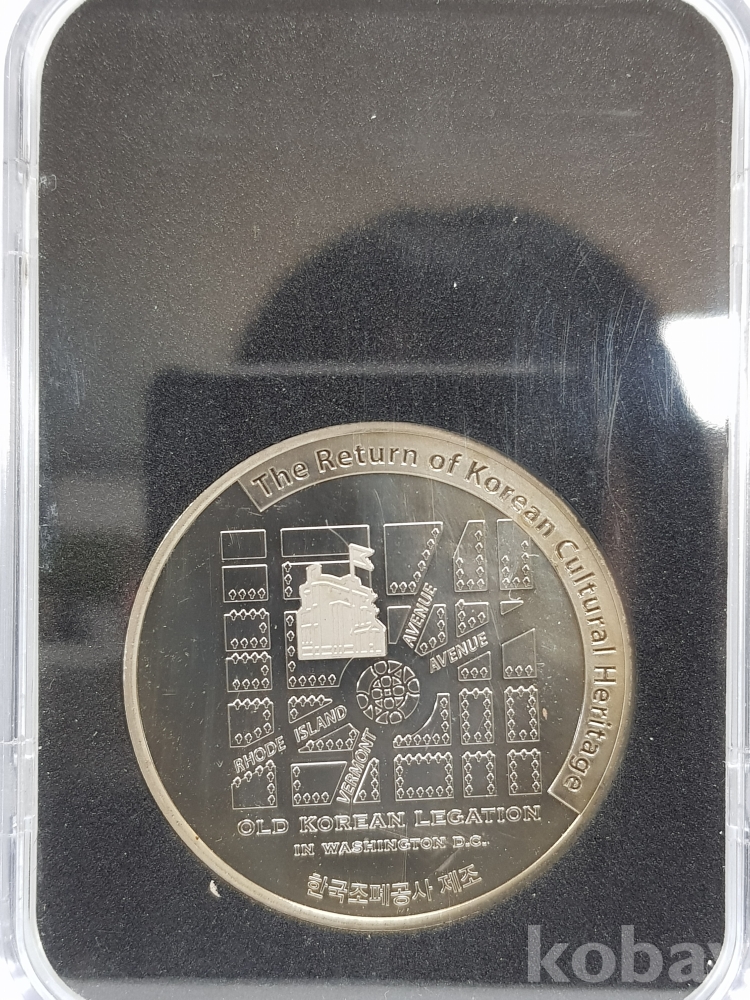 The Return of Korean Cultural Heritage
AVENUE
AVENUE
RHODE ISLAND
VERMONT
OLD KOREAN LEGATION
IN WASHINGTON D.C.
한국조폐공사 제조